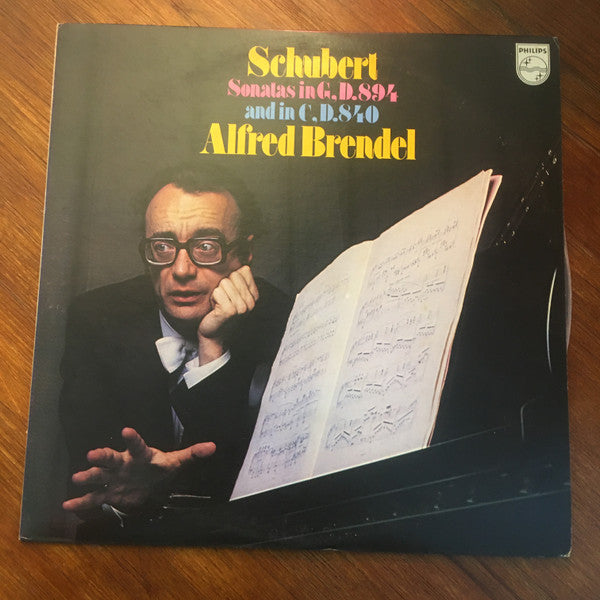 PHILIPS
Schubert
Sonatas in G, D.894
and in C, D.840
Alfred Brendel